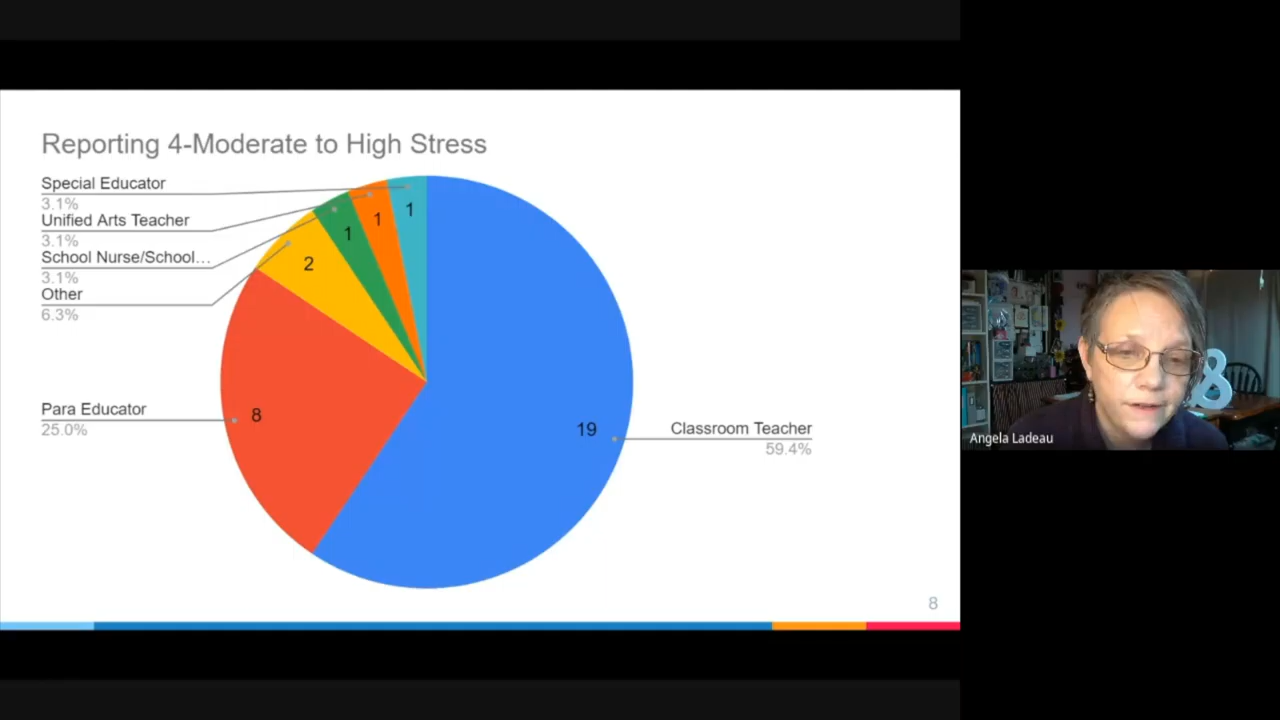 Reporting 4-Moderate to High Stress
Special Educator
3.1%
Unified Arts Teacher
3.1%
School Nurse/School…
3.1%
Other
6.3%
Para Educator
25.0%
1
1
1
2
8
19
Classroom Teacher
59.4%
8
&
Angela Ladeau